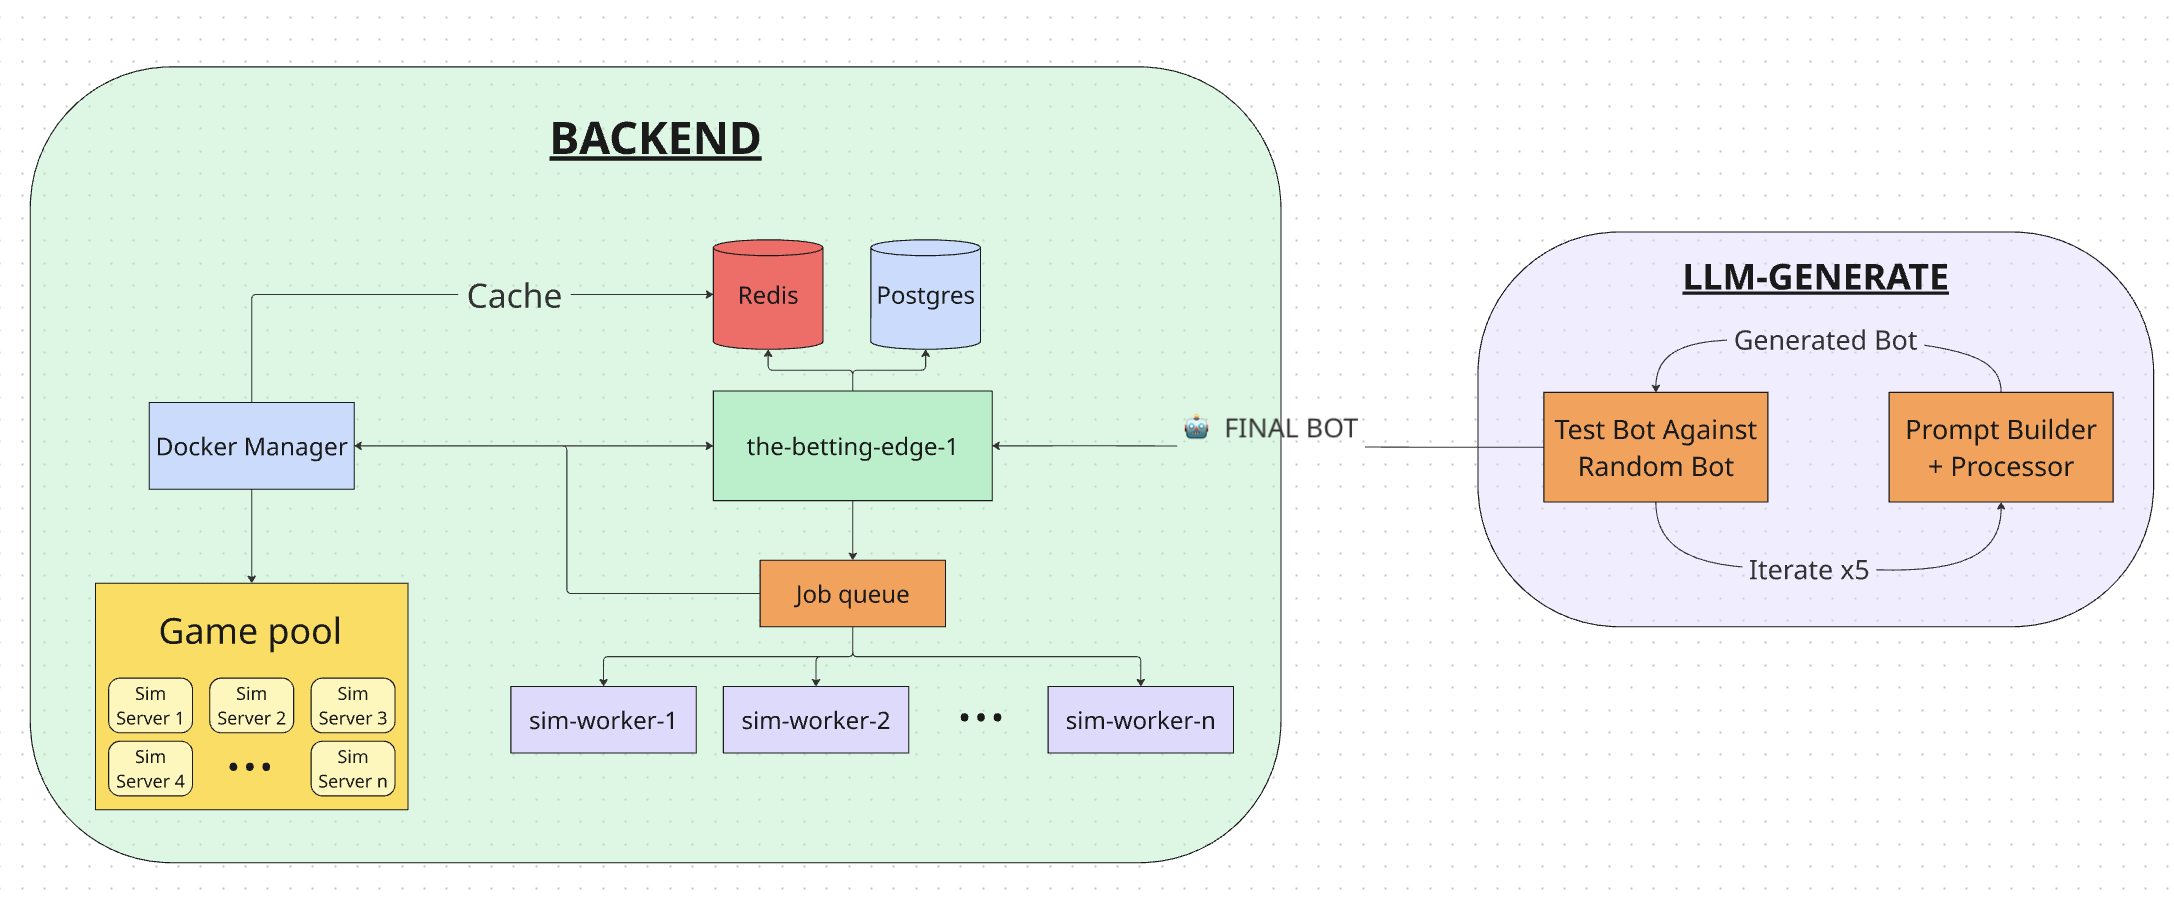 BACKEND
Cache
Redis
Postgres
Docker Manager
the-betting-edge-1
🤖 FINAL BOT
Job queue
Game pool
Sim
Server 1
Sim
Server 2
Sim
Server 3
Sim
Server 4
•••
Sim
Server n
sim-worker-1
sim-worker-2
•••
sim-worker-n
LLM-GENERATE
Generated Bot
Test Bot Against
Random Bot
Prompt Builder
+ Processor
Iterate x5